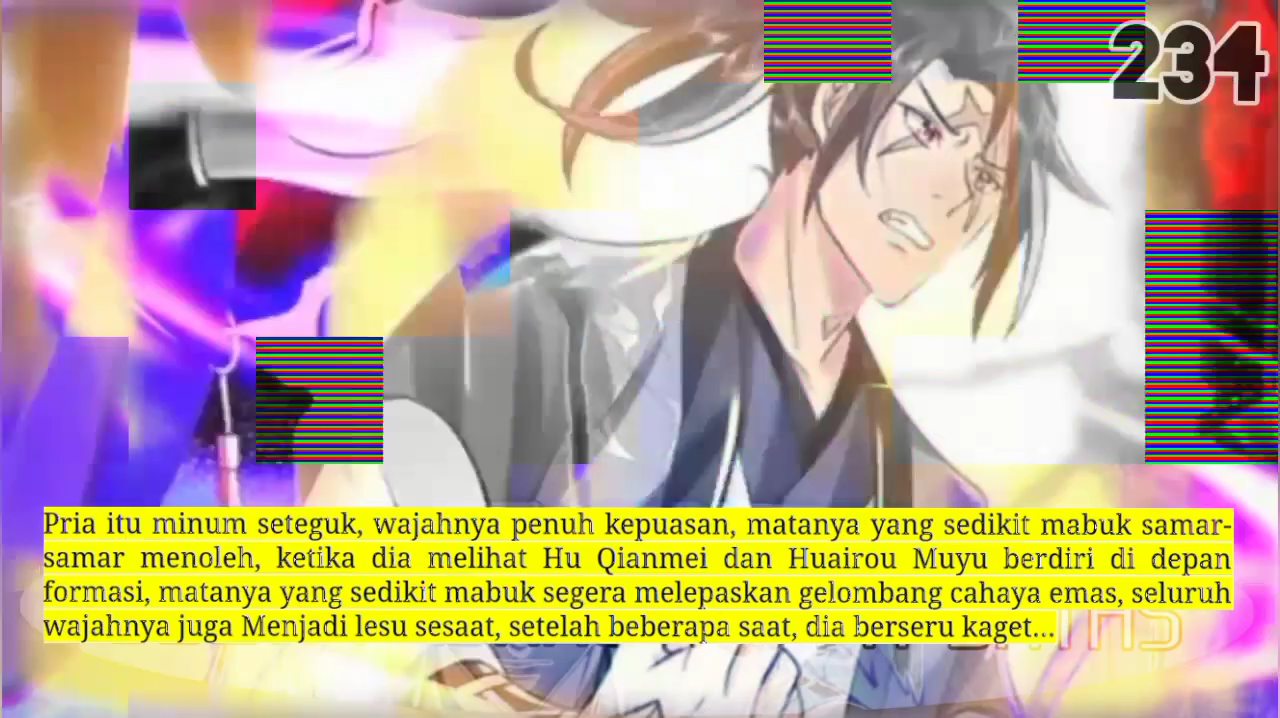 234
Pria itu minum seteguk, wajahnya penuh kepuasan, matanya yang sedikit mabuk samar-
samar menoleh, ketika dia melihat Hu Qianmei dan Huairou Muyu berdiri di depan
formasi, matanya yang sedikit mabuk segera melepaskan gelombang cahaya emas, seluruh
wajahnya juga Menjadi lesu sesaat, setelah beberapa saat, dia berseru kaget...